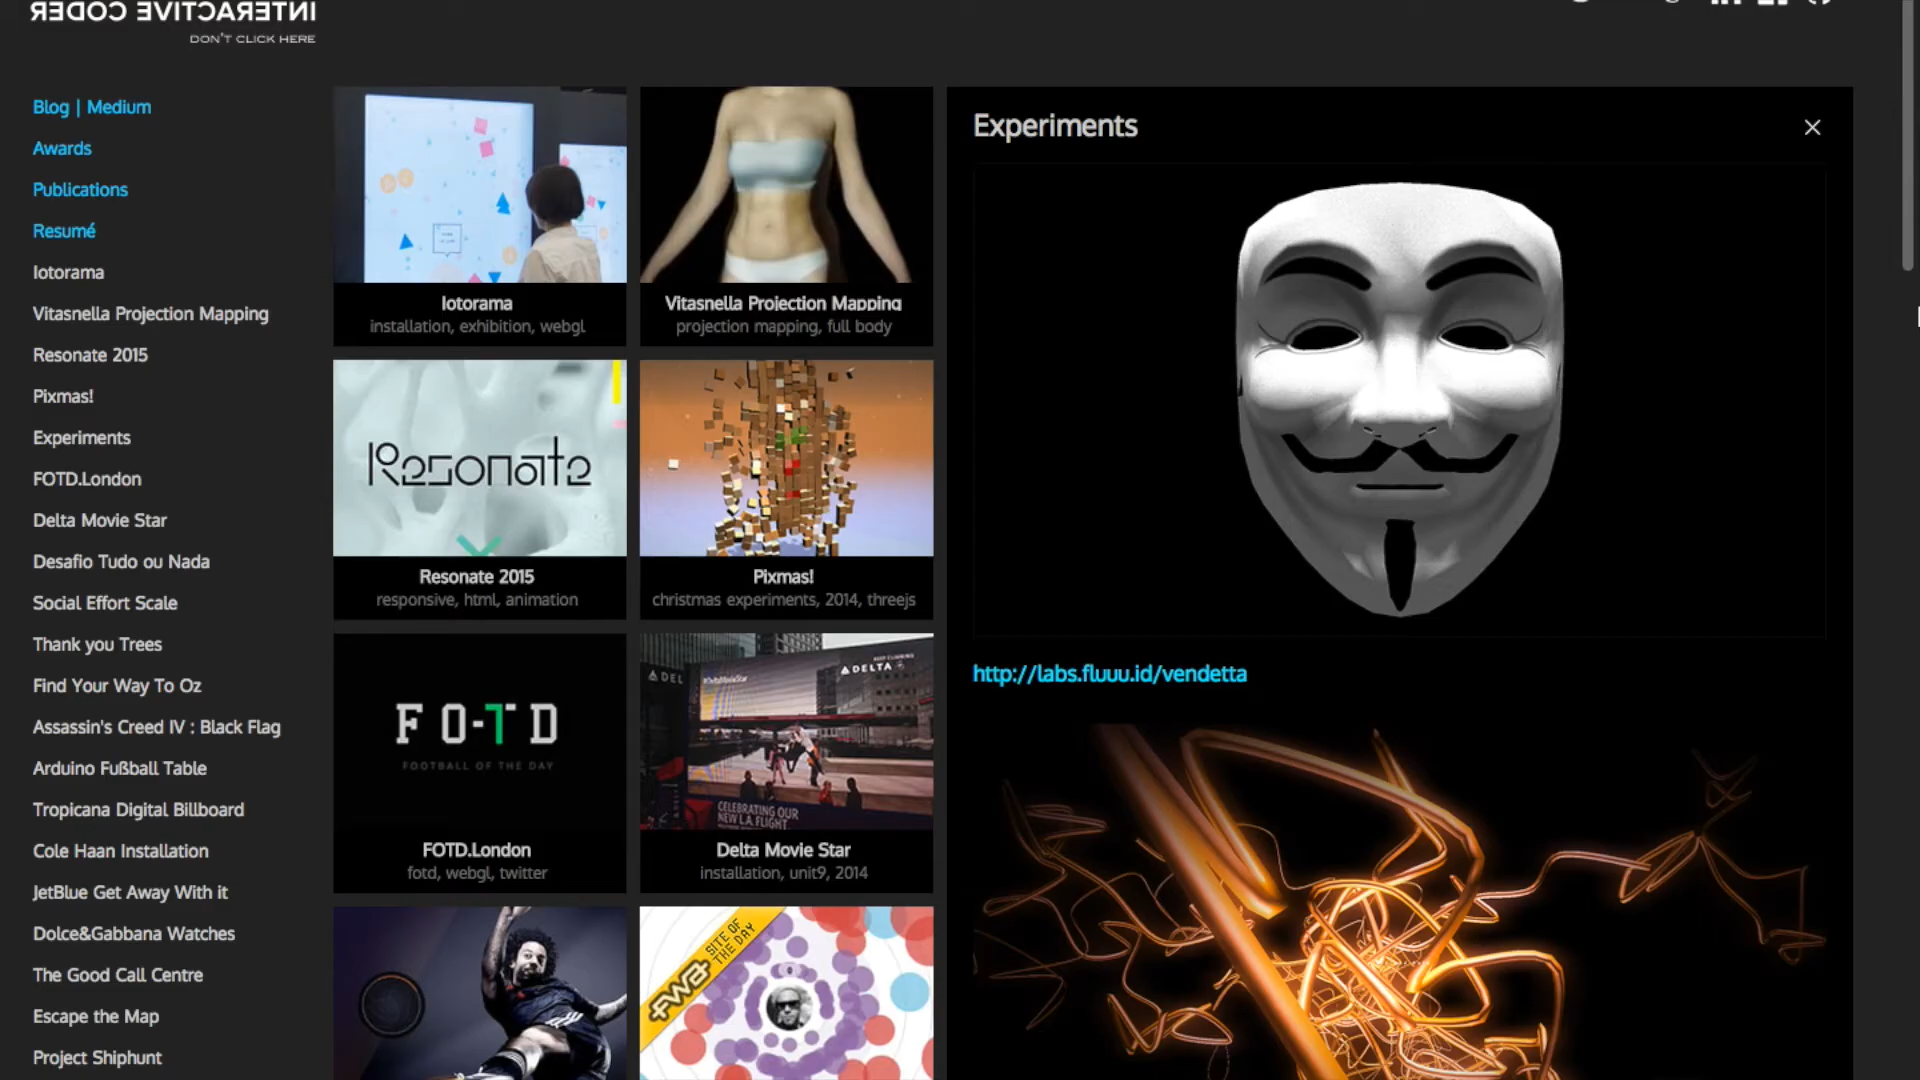 INTERACTIVE CODER
DON'T CLICK HERE
Blog | Medium
Awards
Publications
Resumé
Iotorama
Vitasnella Projection Mapping
Resonate 2015
Pixmas!
Experiments
FOTD.London
Delta Movie Star
Desafio Tudo ou Nada
Social Effort Scale
Thank you Trees
Find Your Way To Oz
Assassin's Creed IV : Black Flag
Arduino Fußball Table
Tropicana Digital Billboard
Cole Haan Installation
JetBlue Get Away With it
Dolce&Gabbana Watches
The Good Call Centre
Escape the Map
Project Shiphunt
Iotorama
installation, exhibition, webgl
Vitasnella Projection Mapping
projection mapping, full body
Resonate
Resonate 2015
responsive, html, animation
Pixmas!
christmas experiments, 2014, threejs
FO-TD
FOOTBALL OF THE DAY
FOTD.London
fotd, webgl, twitter
DEL
KEEP CLIMBING
DELTA
CELEBRATING OUR
NEW L.A. FLIGHT.
Delta Movie Star
installation, unit9, 2014
FWA
SITE OF
THE DAY
Experiments
http://labs.fluuu.id/vendetta